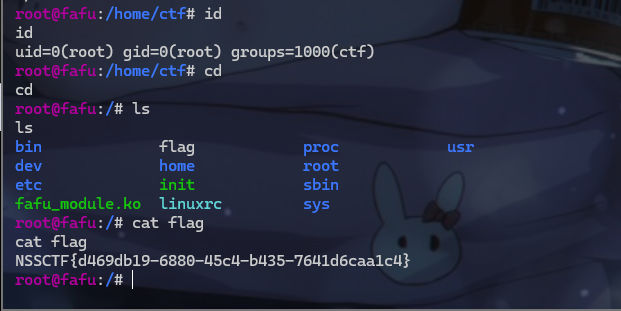 root@fafu:/home/ctf# id
id
uid=0(root) gid=0(root) groups=1000(ctf)
root@fafu:/home/ctf# cd
cd
root@fafu:/# ls
ls
bin flag proc usr
dev home root
etc init sbin
fafu_module.ko linuxrc sys
root@fafu:/# cat flag
cat flag
NSSCTF{d469db19-6880-45c4-b435-7641d6caa1c4}
root@fafu:/#